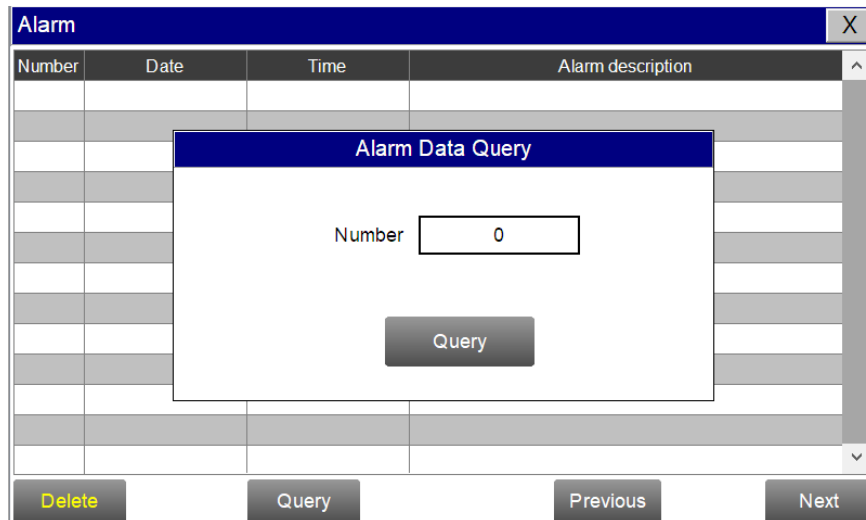 Alarm X
Number Date Time Alarm description
Alarm Data Query
Number 0
Query
Delete Query Previous Next